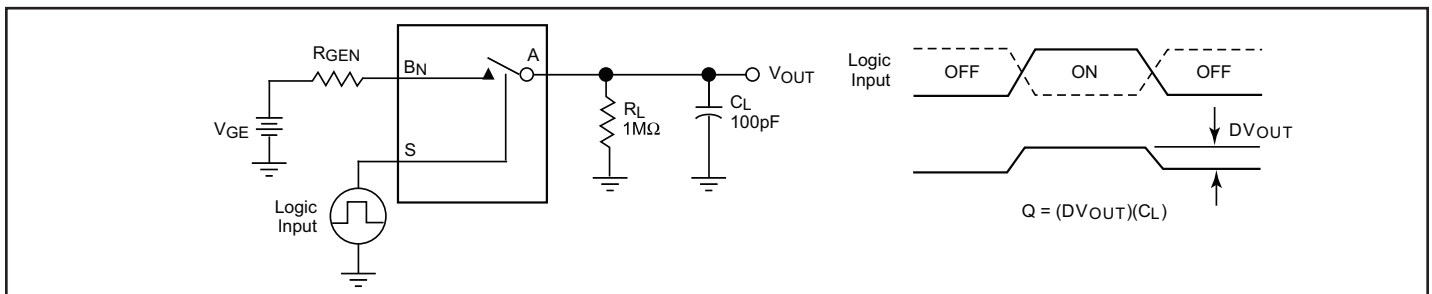 RGEN
BN
A
VOUT
VGE
RL
1MΩ
CL
100pF
S
Logic
Input
Logic
Input
OFF
ON
OFF
DVOUT
Q = (DVOUT)(CL)